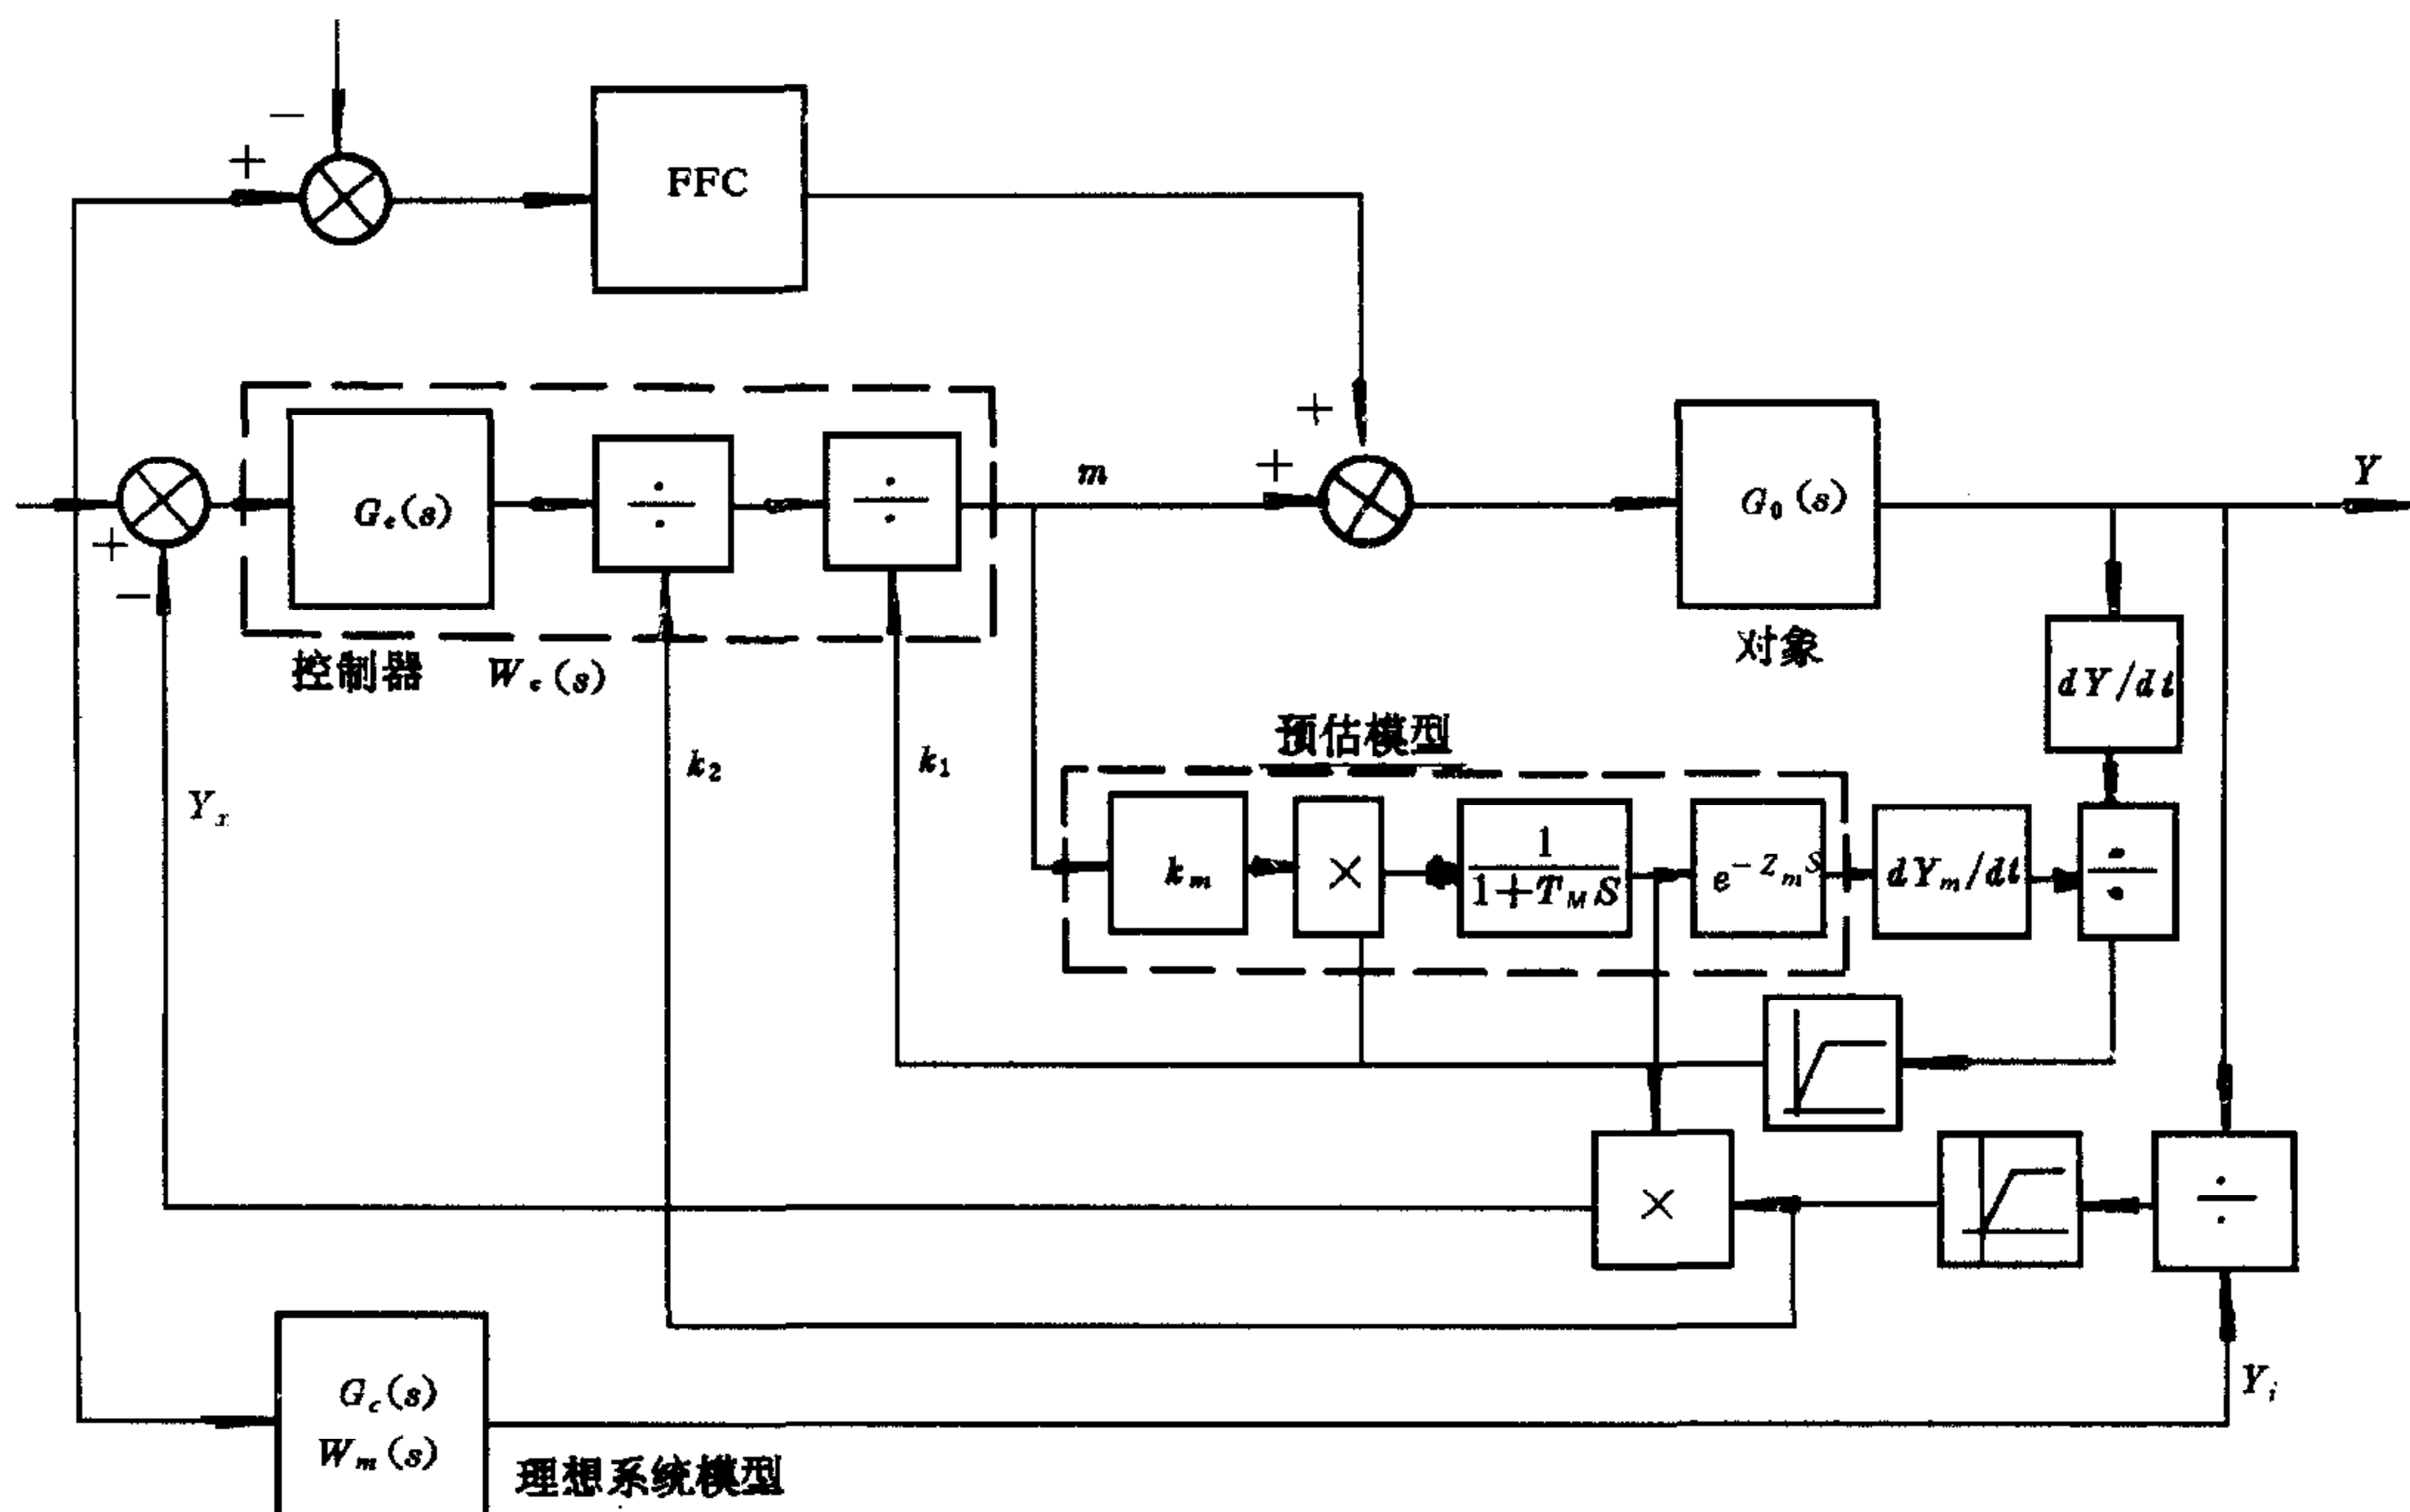 −
+
FFC
+
+
m
G_c(s)
÷
÷
G_0(s)
Y
+
−
控制器 W_c(s)
对象
dY/dt
预估模型
k_2
k_1
Y_x
k_m
×
1
1+T_M S
e^{-Z_m S}
dY_m/dt
÷
×
÷
G_c(s)
W_m(s)
Y_i
理想系统模型